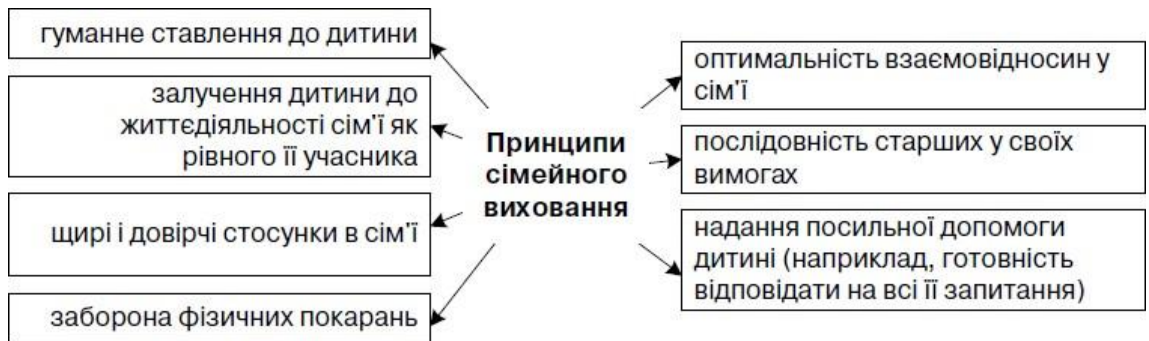 гуманне ставлення до дитини
залучення дитини до
життєдіяльності сім'ї як
рівного її учасника
щирі і довірчі стосунки в сім'ї
заборона фізичних покарань
Принципи
сімейного
виховання
оптимальність взаємовідносин у
сім'ї
послідовність старших у своїх
вимогах
надання посильної допомоги
дитині (наприклад, готовність
відповідати на всі її запитання)